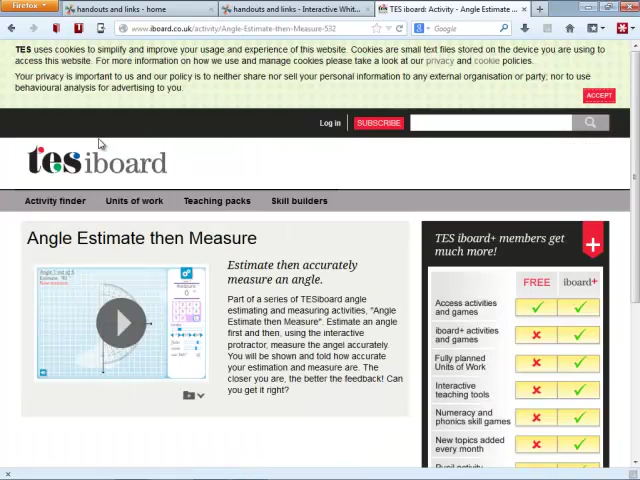 Firefox
handouts and links - home
handouts and links - Interactive Whit...
TES iboard: Activity - Angle Estimate ...
www.iboard.co.uk/activity/Angle-Estimate-then-Measure-532
Google
TES uses cookies to simplify and improve your usage and experience of this website. Cookies are small text files stored on the device you are using to
access this website. For more information on how we use and manage cookies please take a look at our privacy and cookie policies.
Your privacy is important to us and our policy is to neither share nor sell your personal information to any external organisation or party; nor to use
behavioural analysis for advertising to you.
ACCEPT
Log in
SUBSCRIBE
tes iboard
Activity finder
Units of work
Teaching packs
Skill builders
Angle Estimate then Measure
Estimate then accurately
measure an angle.
Part of a series of TESiboard angle
estimating and measuring activities, "Angle
Estimate then Measure". Estimate an angle
first and then, using the interactive
protractor, measure the angel accurately.
You will be shown and told how accurate
your estimation and measure are. The
closer you are, the better the feedback! Can
you get it right?
TES iboard+ members get
much more!
FREE
iboard+
Access activities
and games
iboard+ activities
and games
Fully planned
Units of Work
Interactive
teaching tools
Numeracy and
phonics skill games
New topics added
every month
Pupil activity